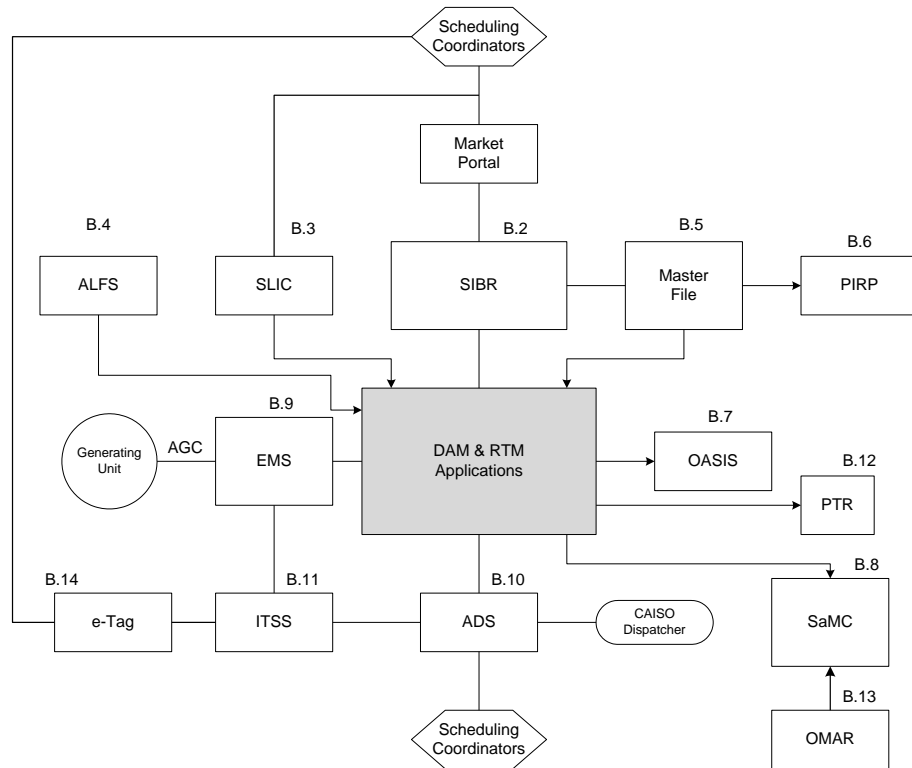 Scheduling
Coordinators
Market
Portal
B.4
B.3
B.2
B.5
B.6
ALFS
SLIC
SIBR
Master
File
PIRP
B.9
B.7
Generating
Unit
AGC
EMS
DAM & RTM
Applications
OASIS
B.12
PTR
B.14
B.11
B.10
B.8
e-Tag
ITSS
ADS
CAISO
Dispatcher
SaMC
B.13
Scheduling
Coordinators
OMAR